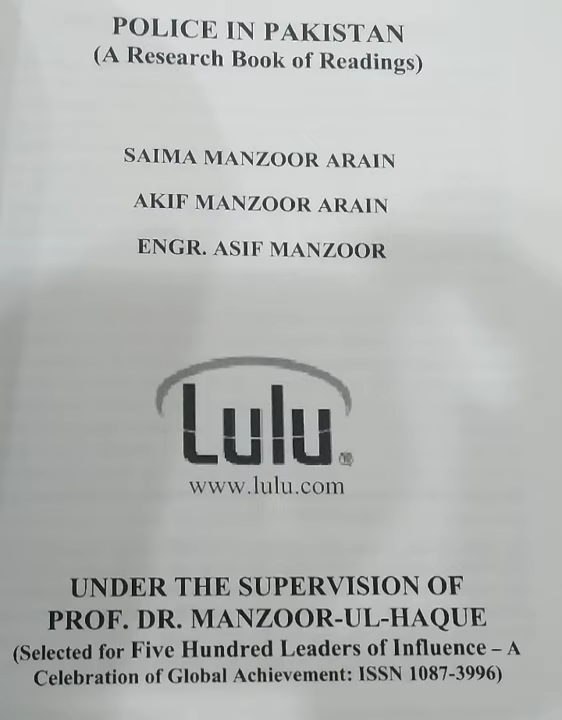 POLICE IN PAKISTAN
(A Research Book of Readings)
SAIMA MANZOOR ARAIN
AKIF MANZOOR ARAIN
ENGR. ASIF MANZOOR
Lulu
www.lulu.com
UNDER THE SUPERVISION OF
PROF. DR. MANZOOR-UL-HAQUE
(Selected for Five Hundred Leaders of Influence – A
Celebration of Global Achievement: ISSN 1087-3996)